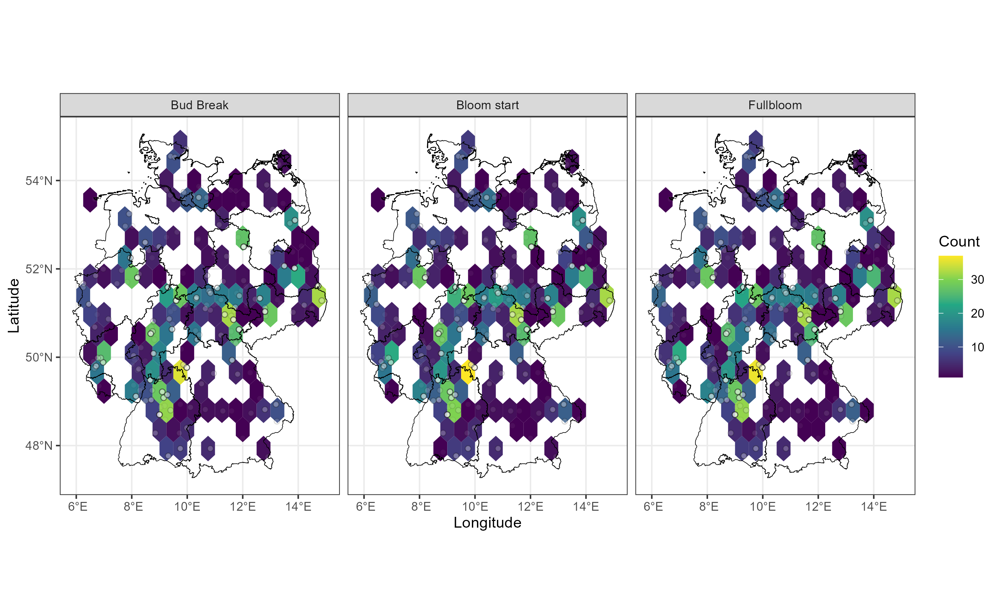 Bud Break
Bloom start
Fullbloom
54°N
52°N
50°N
48°N
6°E 8°E 10°E 12°E 14°E
6°E 8°E 10°E 12°E 14°E
6°E 8°E 10°E 12°E 14°E
Latitude
Longitude
Count
30
20
10